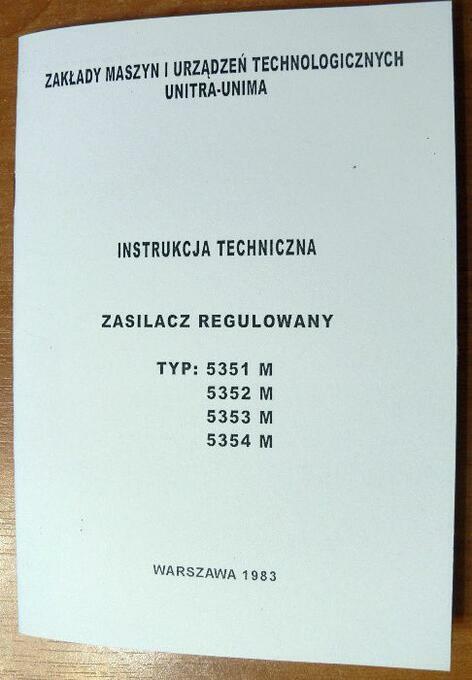 ZAKŁADY MASZYN I URZĄDZEŃ TECHNOLOGICZNYCH
UNITRA-UNIMA
INSTRUKCJA TECHNICZNA
ZASILACZ REGULOWANY
TYP: 5351 M
5352 M
5353 M
5354 M
WARSZAWA 1983